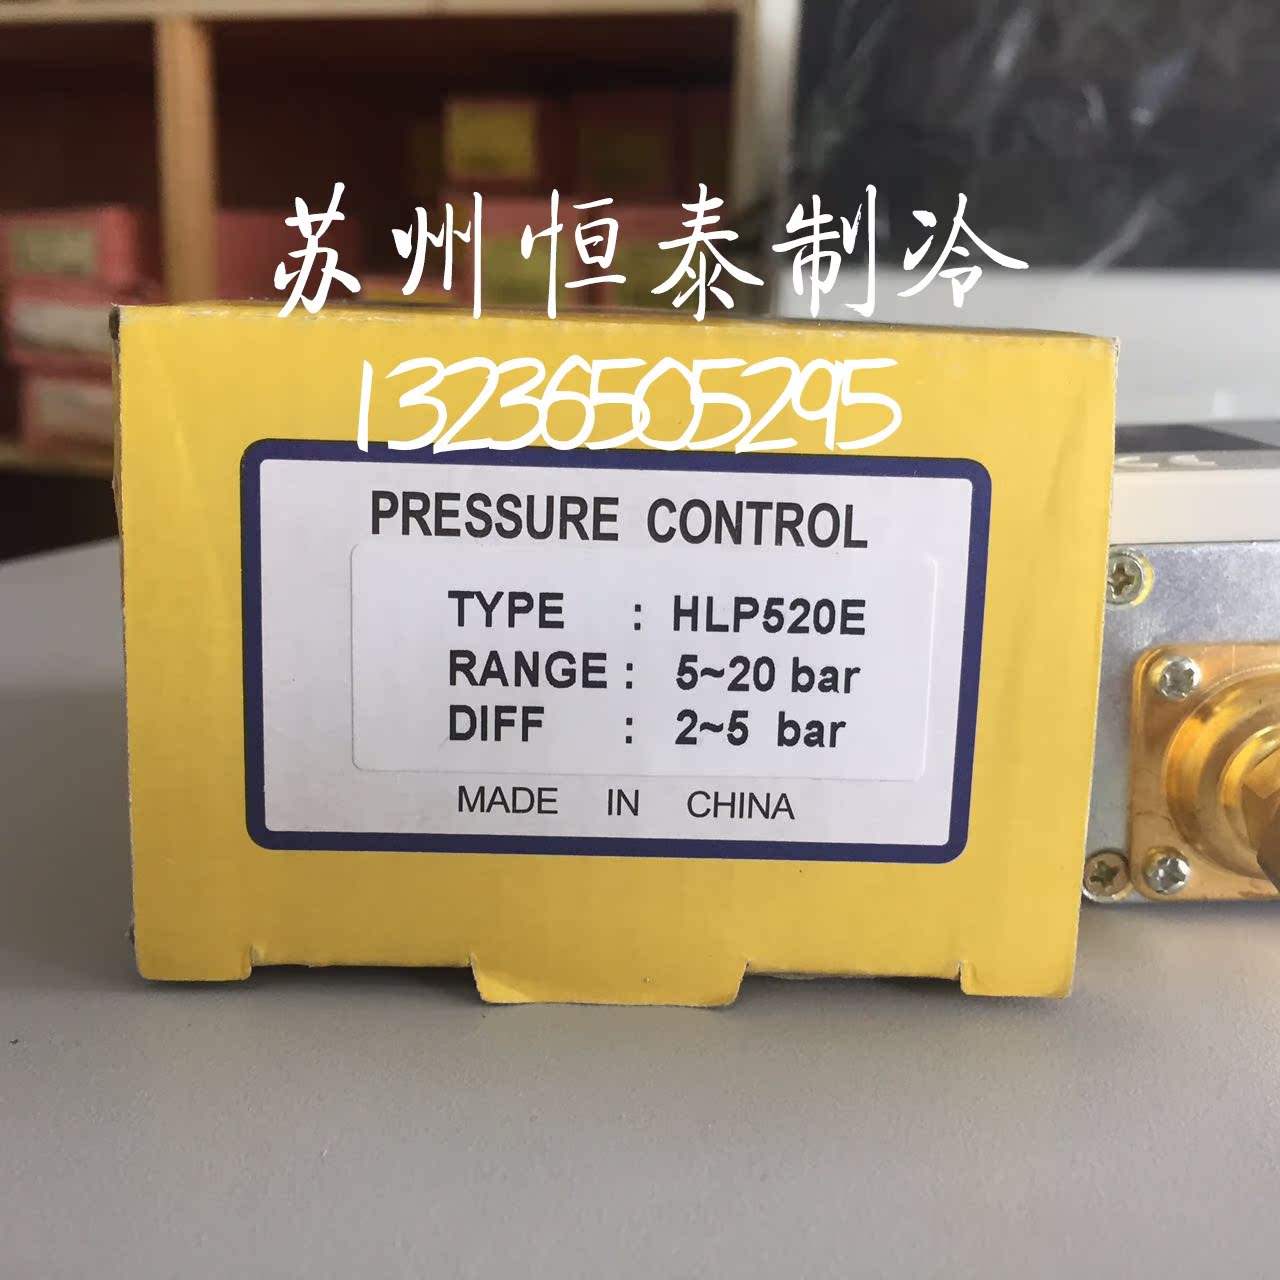 苏州恒泰制冷
13236505295
PRESSURE CONTROL
TYPE : HLP520E
RANGE : 5~20 bar
DIFF : 2~5 bar
MADE IN CHINA